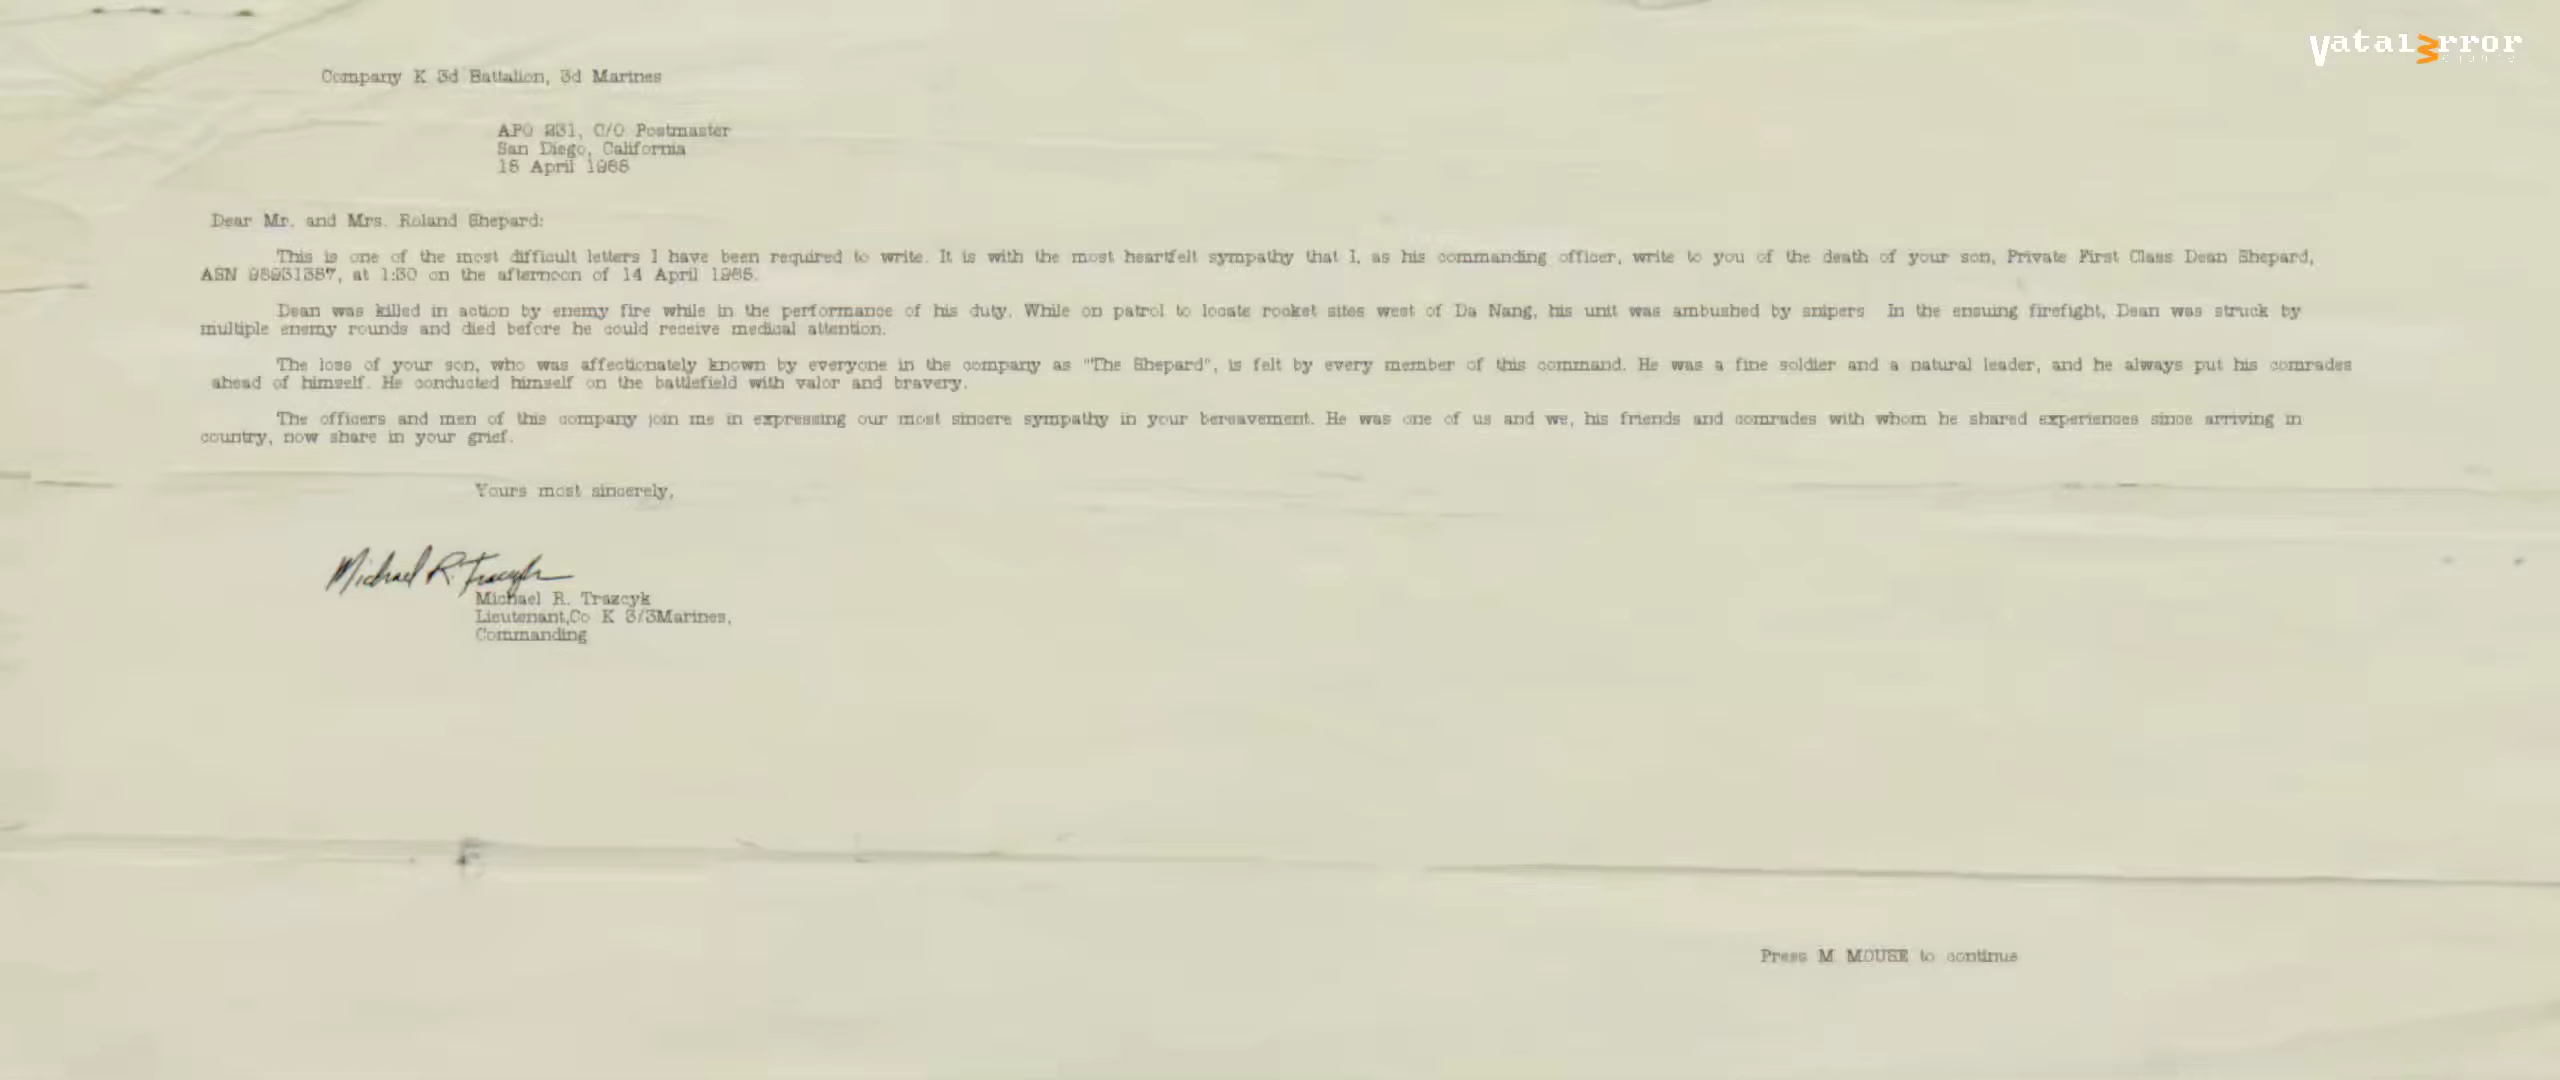 Vatalerror
Company K 3d Battalion, 3d Marines
APO 231, C/O Postmaster
San Diego, California
15 April 1965
Dear Mr. and Mrs. Roland Shepard:
This is one of the most difficult letters I have been required to write. It is with the most heartfelt sympathy that I, as his commanding officer, write to you of the death of your son, Private First Class Dean Shepard,
ASN at 1:30 on the afternoon of 14 April 1965.
Dean was killed in action by enemy fire while in the performance of his duty. While on patrol to locate rocket sites west of Da Nang, his unit was ambushed by snipers In the ensuing firefight, Dean was struck by
multiple enemy rounds and died before he could receive medical attention.
The loss of your son, who was affectionately known by everyone in the company as "The Shepard", is felt by every member of this command. He was a fine soldier and a natural leader, and he always put his comrades
ahead of himself. He conducted himself on the battlefield with valor and bravery.
The officers and men of this company join me in expressing our most sincere sympathy in your bereavement. He was one of us and we, his friends and comrades with whom he shared experiences since arriving in
country, now share in your grief.
Yours most sincerely,
Michael R. Trazcyk
Michael R. Trazcyk
Lieutenant,Co K 3/3Marines,
Commanding
Press M MOUSE to continue